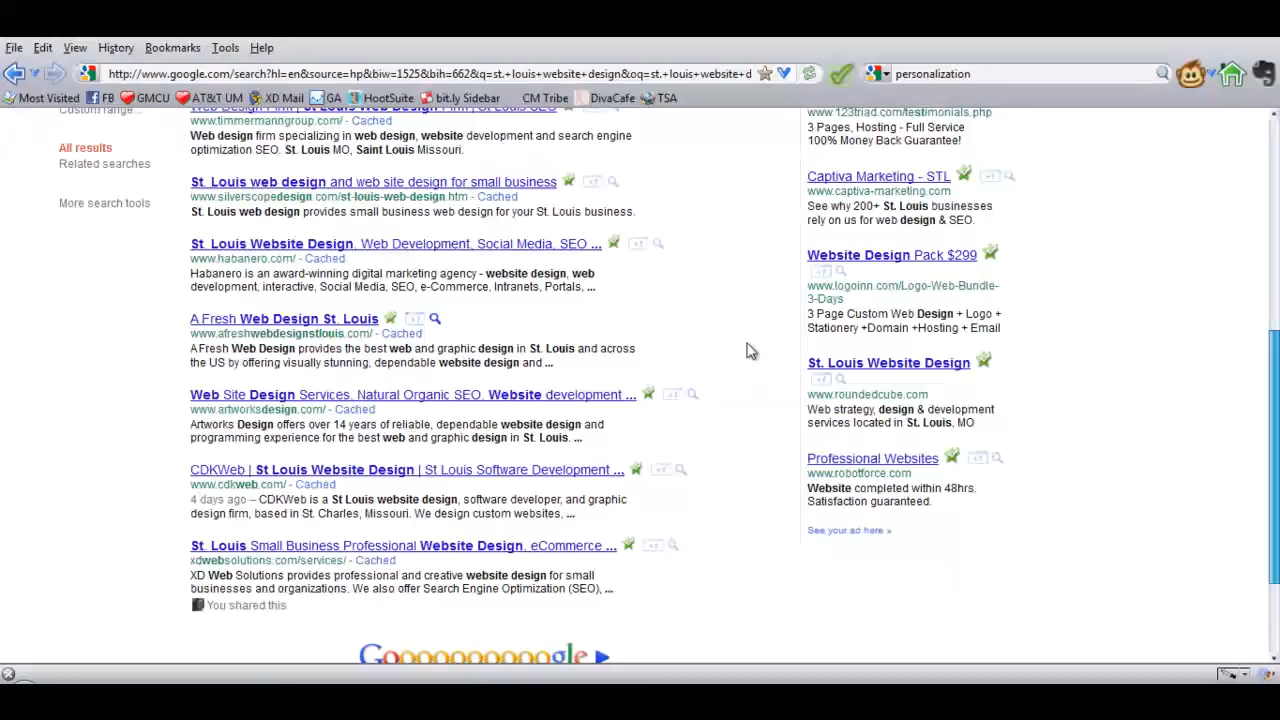 File Edit View History Bookmarks Tools Help
http://www.google.com/search?hl=en&source=hp&biw=1525&bih=662&q=st.+louis+website+design&oq=st.+louis+website+d
personalization
Most Visited FB GMCU AT&T UM XD Mail GA HootSuite bit.ly Sidebar CM Tribe DivaCafe TSA
Custom range...
All results
Related searches
More search tools
Web Design Firm | St Louis Web Design Firm | St Louis SEO
www.timmermanngroup.com/ - Cached
Web design firm specializing in web design, website development and search engine
optimization SEO. St. Louis MO, Saint Louis Missouri.
St. Louis web design and web site design for small business
www.silverscopedesign.com/st-louis-web-design.htm - Cached
St. Louis web design provides small business web design for your St. Louis business.
St. Louis Website Design, Web Development, Social Media, SEO ...
www.habanero.com/ - Cached
Habanero is an award-winning digital marketing agency - website design, web
development, interactive, Social Media, SEO, e-Commerce, Intranets, Portals, ...
A Fresh Web Design St. Louis
www.afreshwebdesignstlouis.com/ - Cached
A Fresh Web Design provides the best web and graphic design in St. Louis and across
the US by offering visually stunning, dependable website design and ...
Web Site Design Services, Natural Organic SEO, Website development ...
www.artworksdesign.com/ - Cached
Artworks Design offers over 14 years of reliable, dependable website design and
programming experience for the best web and graphic design in St. Louis. ...
CDKWeb | St Louis Website Design | St Louis Software Development ...
www.cdkweb.com/ - Cached
4 days ago – CDKWeb is a St Louis website design, software developer, and graphic
design firm, based in St. Charles, Missouri. We design custom websites, ...
St. Louis Small Business Professional Website Design, eCommerce ...
xdwebsolutions.com/services/ - Cached
XD Web Solutions provides professional and creative website design for small
businesses and organizations. We also offer Search Engine Optimization (SEO), ...
You shared this
Goooooooooogle
www.123triad.com/testimonials.php
3 Pages, Hosting - Full Service
100% Money Back Guarantee!
Captiva Marketing - STL
www.captiva-marketing.com
See why 200+ St. Louis businesses
rely on us for web design & SEO.
Website Design Pack $299
www.logoinn.com/Logo-Web-Bundle-
3-Days
3 Page Custom Web Design + Logo +
Stationery +Domain +Hosting + Email
St. Louis Website Design
www.roundedcube.com
Web strategy, design & development
services located in St. Louis, MO
Professional Websites
www.robotforce.com
Website completed within 48hrs.
Satisfaction guaranteed.
See your ad here »